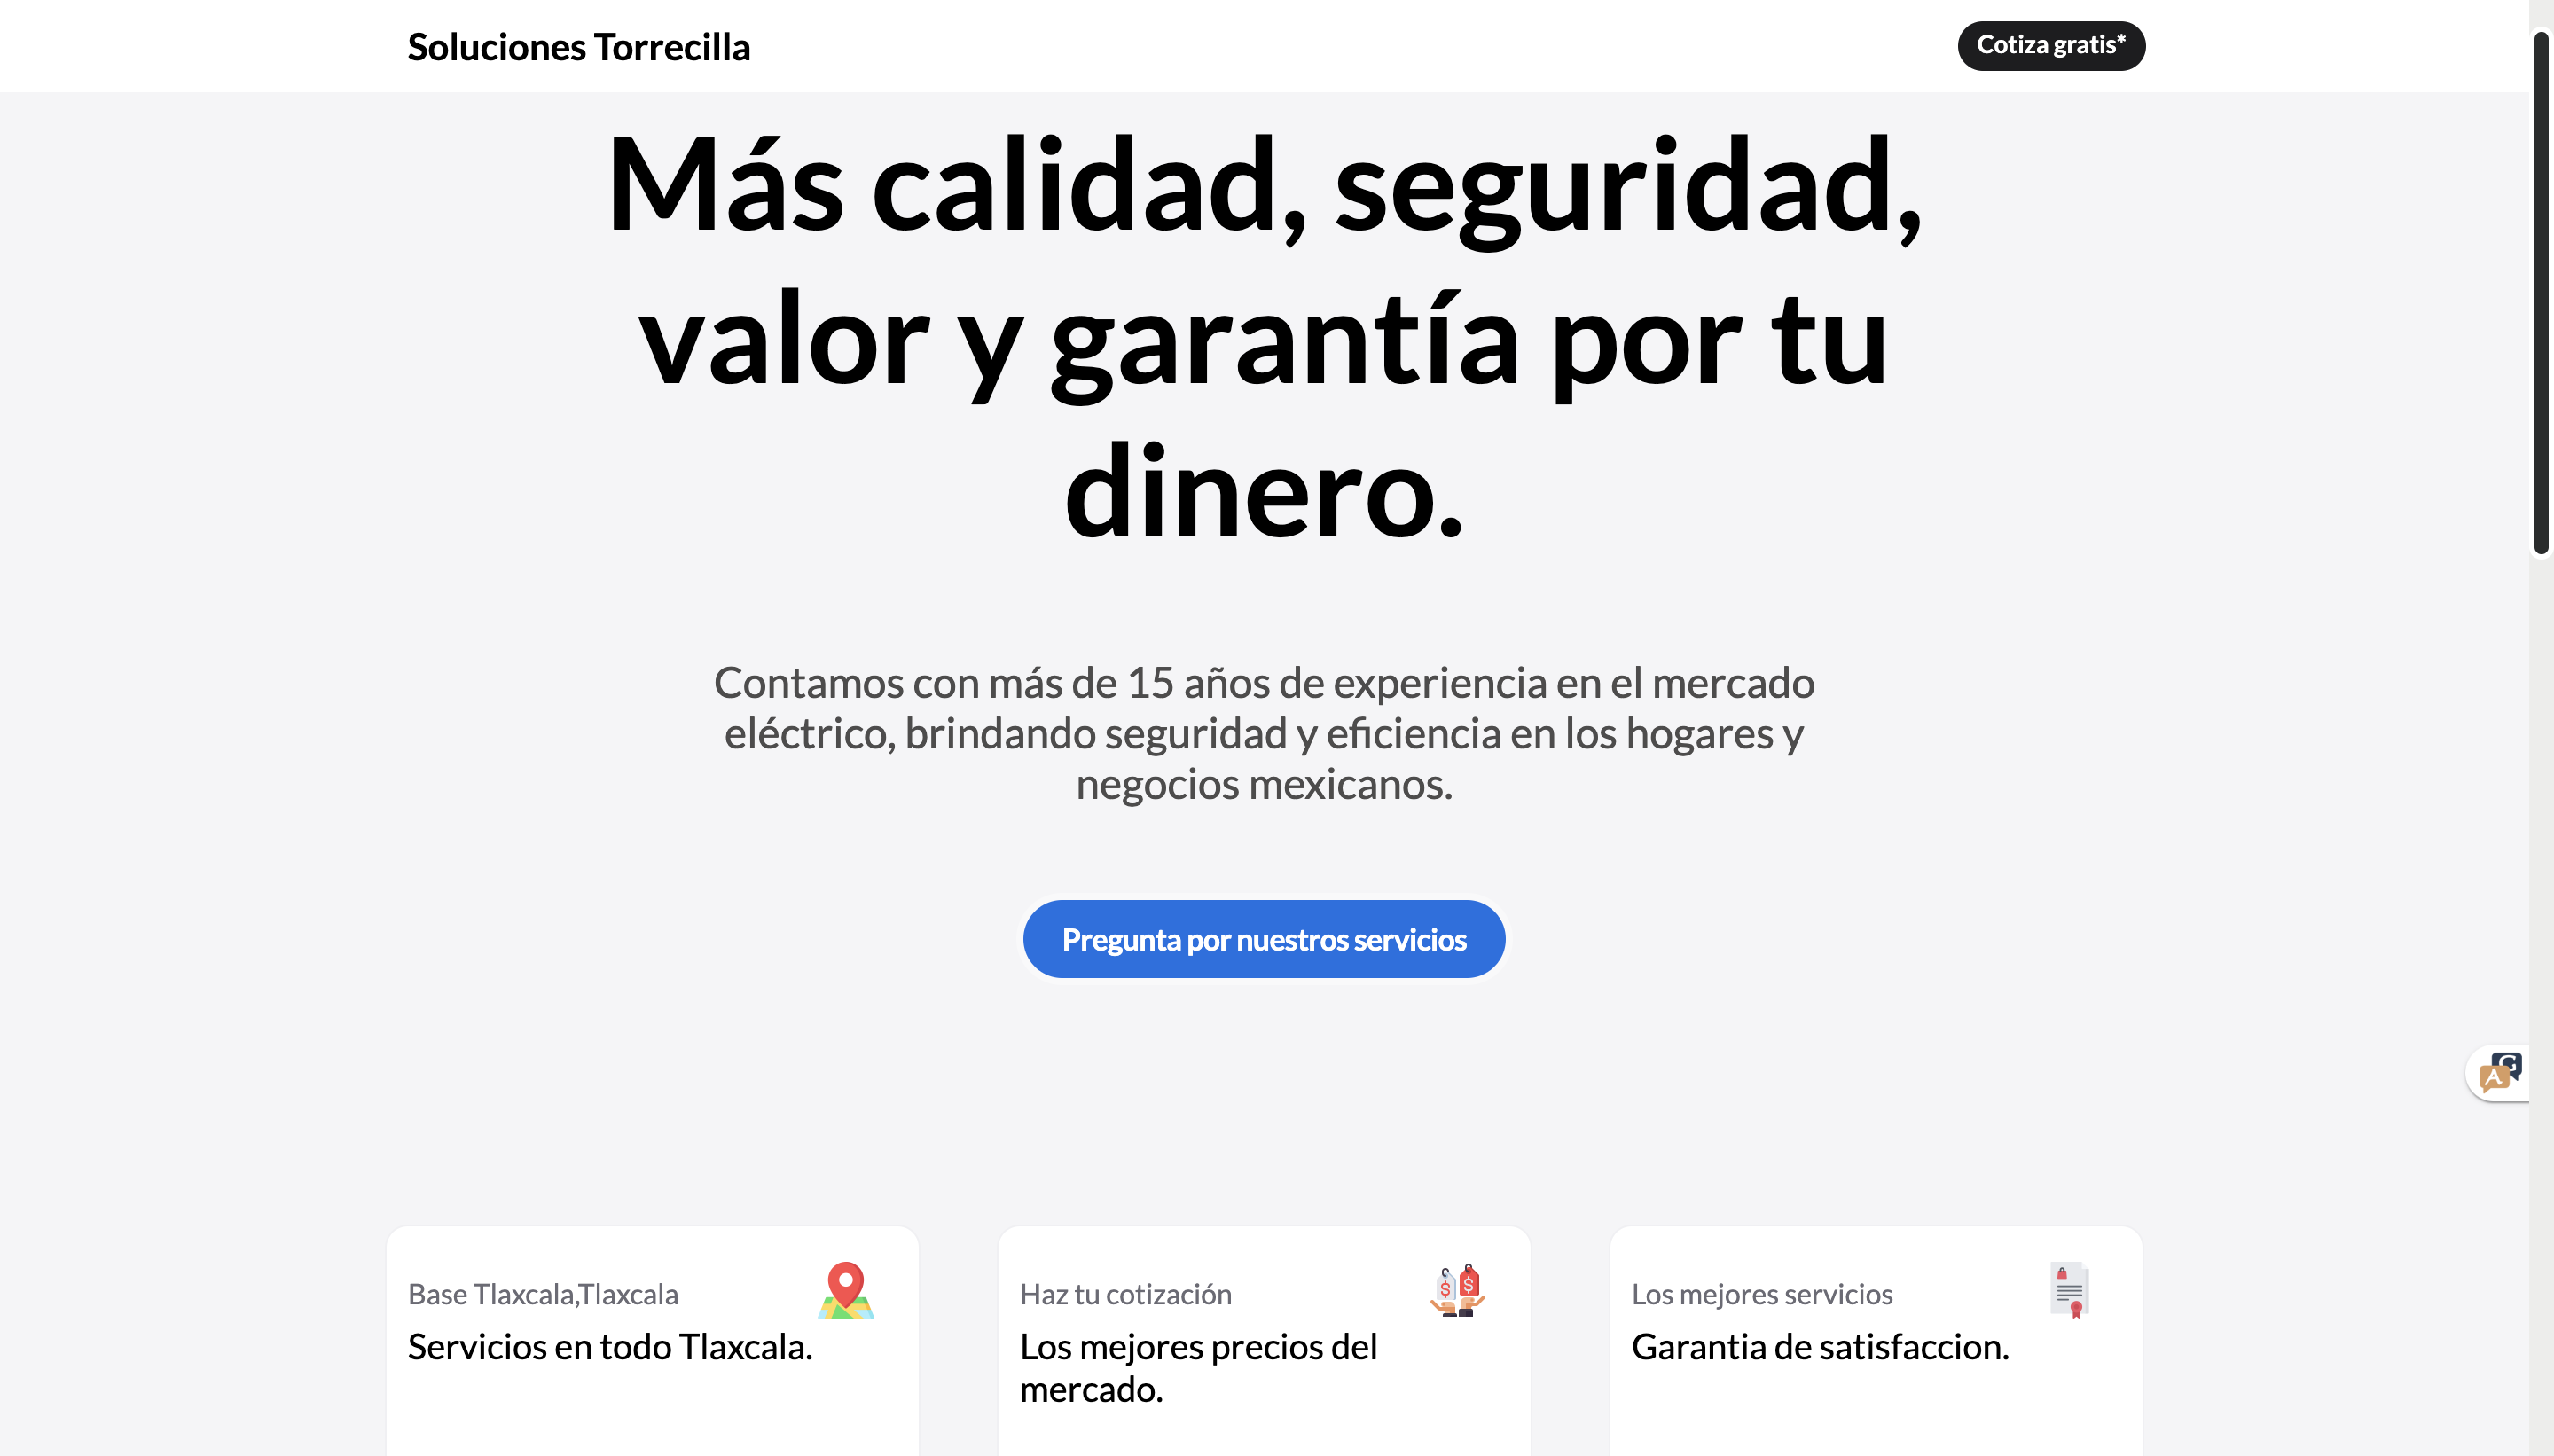 Soluciones Torrecilla
Cotiza gratis*
Más calidad, seguridad,
valor y garantía por tu
dinero.
Contamos con más de 15 años de experiencia en el mercado
eléctrico, brindando seguridad y eficiencia en los hogares y
negocios mexicanos.
Pregunta por nuestros servicios
Base Tlaxcala,Tlaxcala
Servicios en todo Tlaxcala.
Haz tu cotización
Los mejores precios del
mercado.
Los mejores servicios
Garantia de satisfaccion.